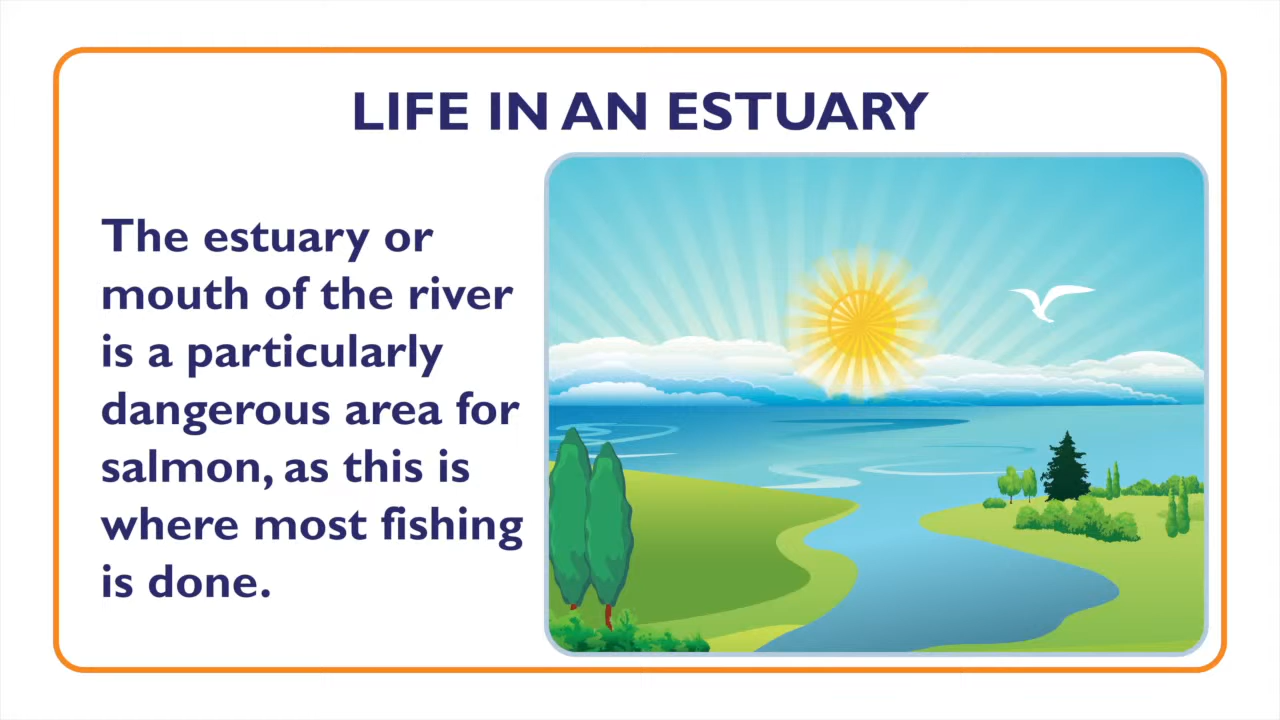 LIFE IN AN ESTUARY
The estuary or
mouth of the river
is a particularly
dangerous area for
salmon, as this is
where most fishing
is done.